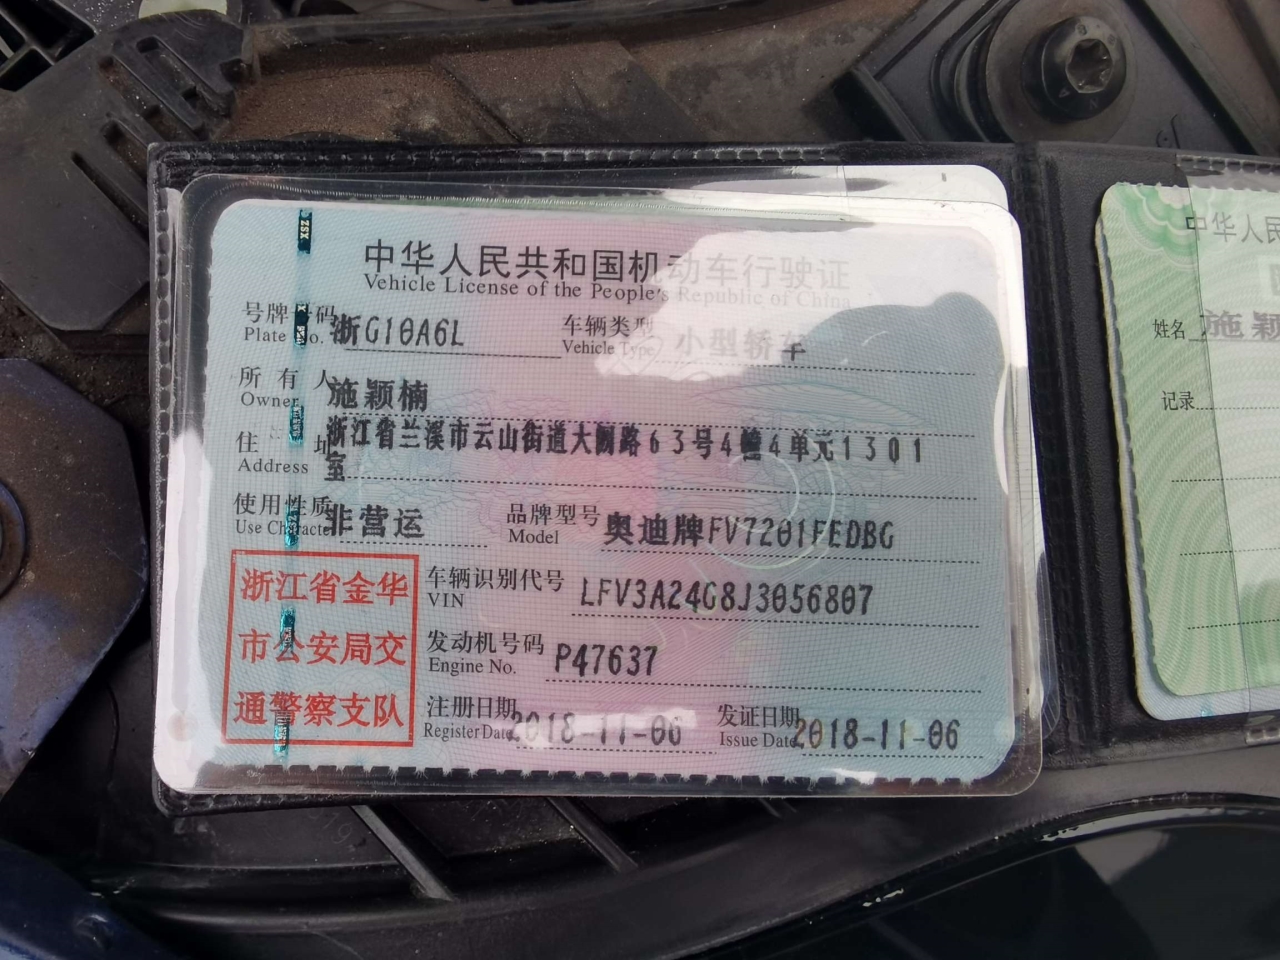 中华人民共和国机动车行驶证
Vehicle License of the People's Republic of China
号牌号码 浙G10A6L 车辆类型 小型轿车
Plate No. Vehicle Type
所有人 施颖楠
Owner
住址 浙江省兰溪市云山街道大阙路63号4幢4单元1301
Address 室
使用性质 非营运 品牌型号 奥迪牌FV7201FEDBG
Use Character Model
浙江省金华
市公安局交
通警察支队
车辆识别代号 LFV3A24G8J3056807
VIN
发动机号码 P47637
Engine No.
注册日期 2018-11-06 发证日期 2018-11-06
Register Date Issue Date
中华人民
姓名 施颖
记录